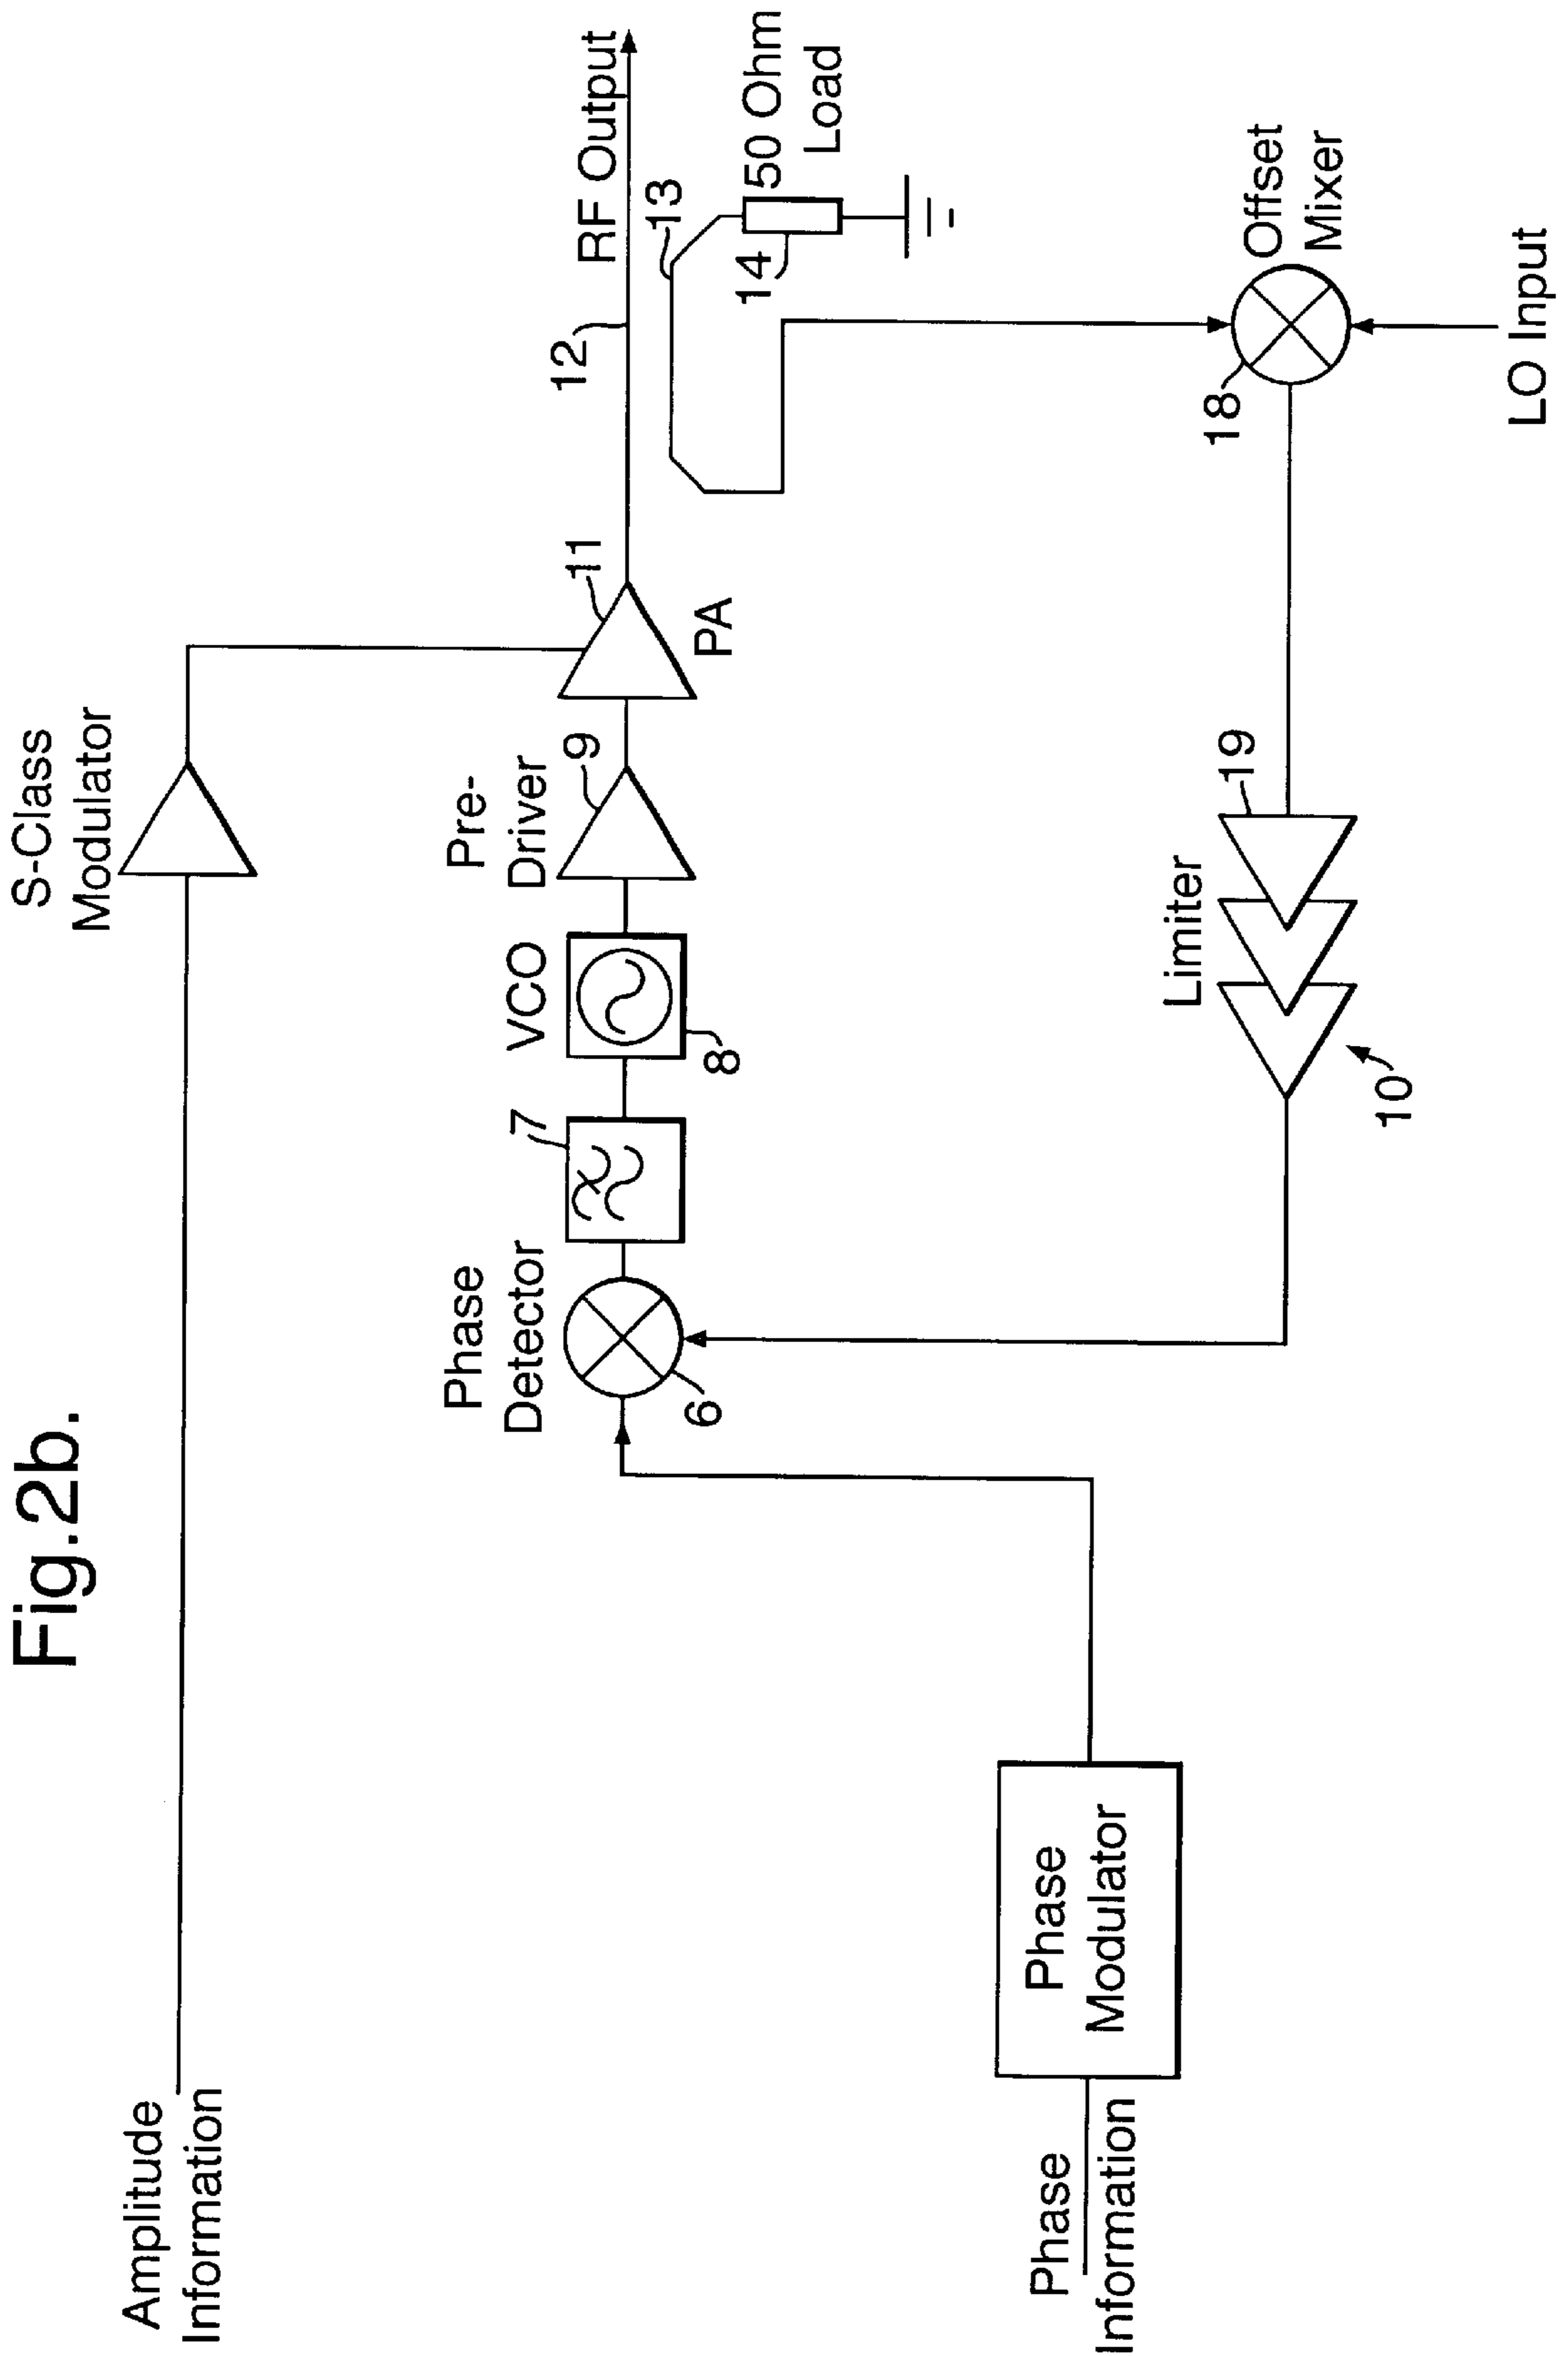 Fig.2b.
S-Class
Modulator
Amplitude
Information
Phase
Detector
6
7
VCO
8
Pre-
Driver
9
11
PA
12
RF Output
13
14
50 Ohm
Load
Offset
Mixer
18
LO Input
Limiter
19
10
Phase
Modulator
Phase
Information